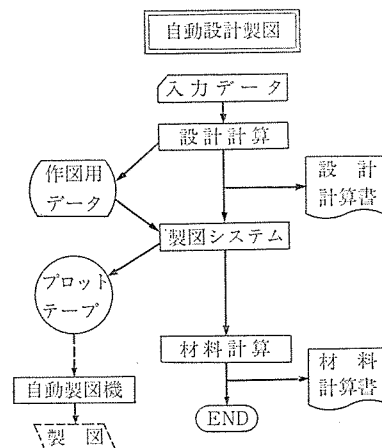 自動設計製図
入力データ
設計計算
作図用
データ
設計
計算書
製図システム
プロット
テープ
材料計算
自動製図機
材料
計算書
製図
END